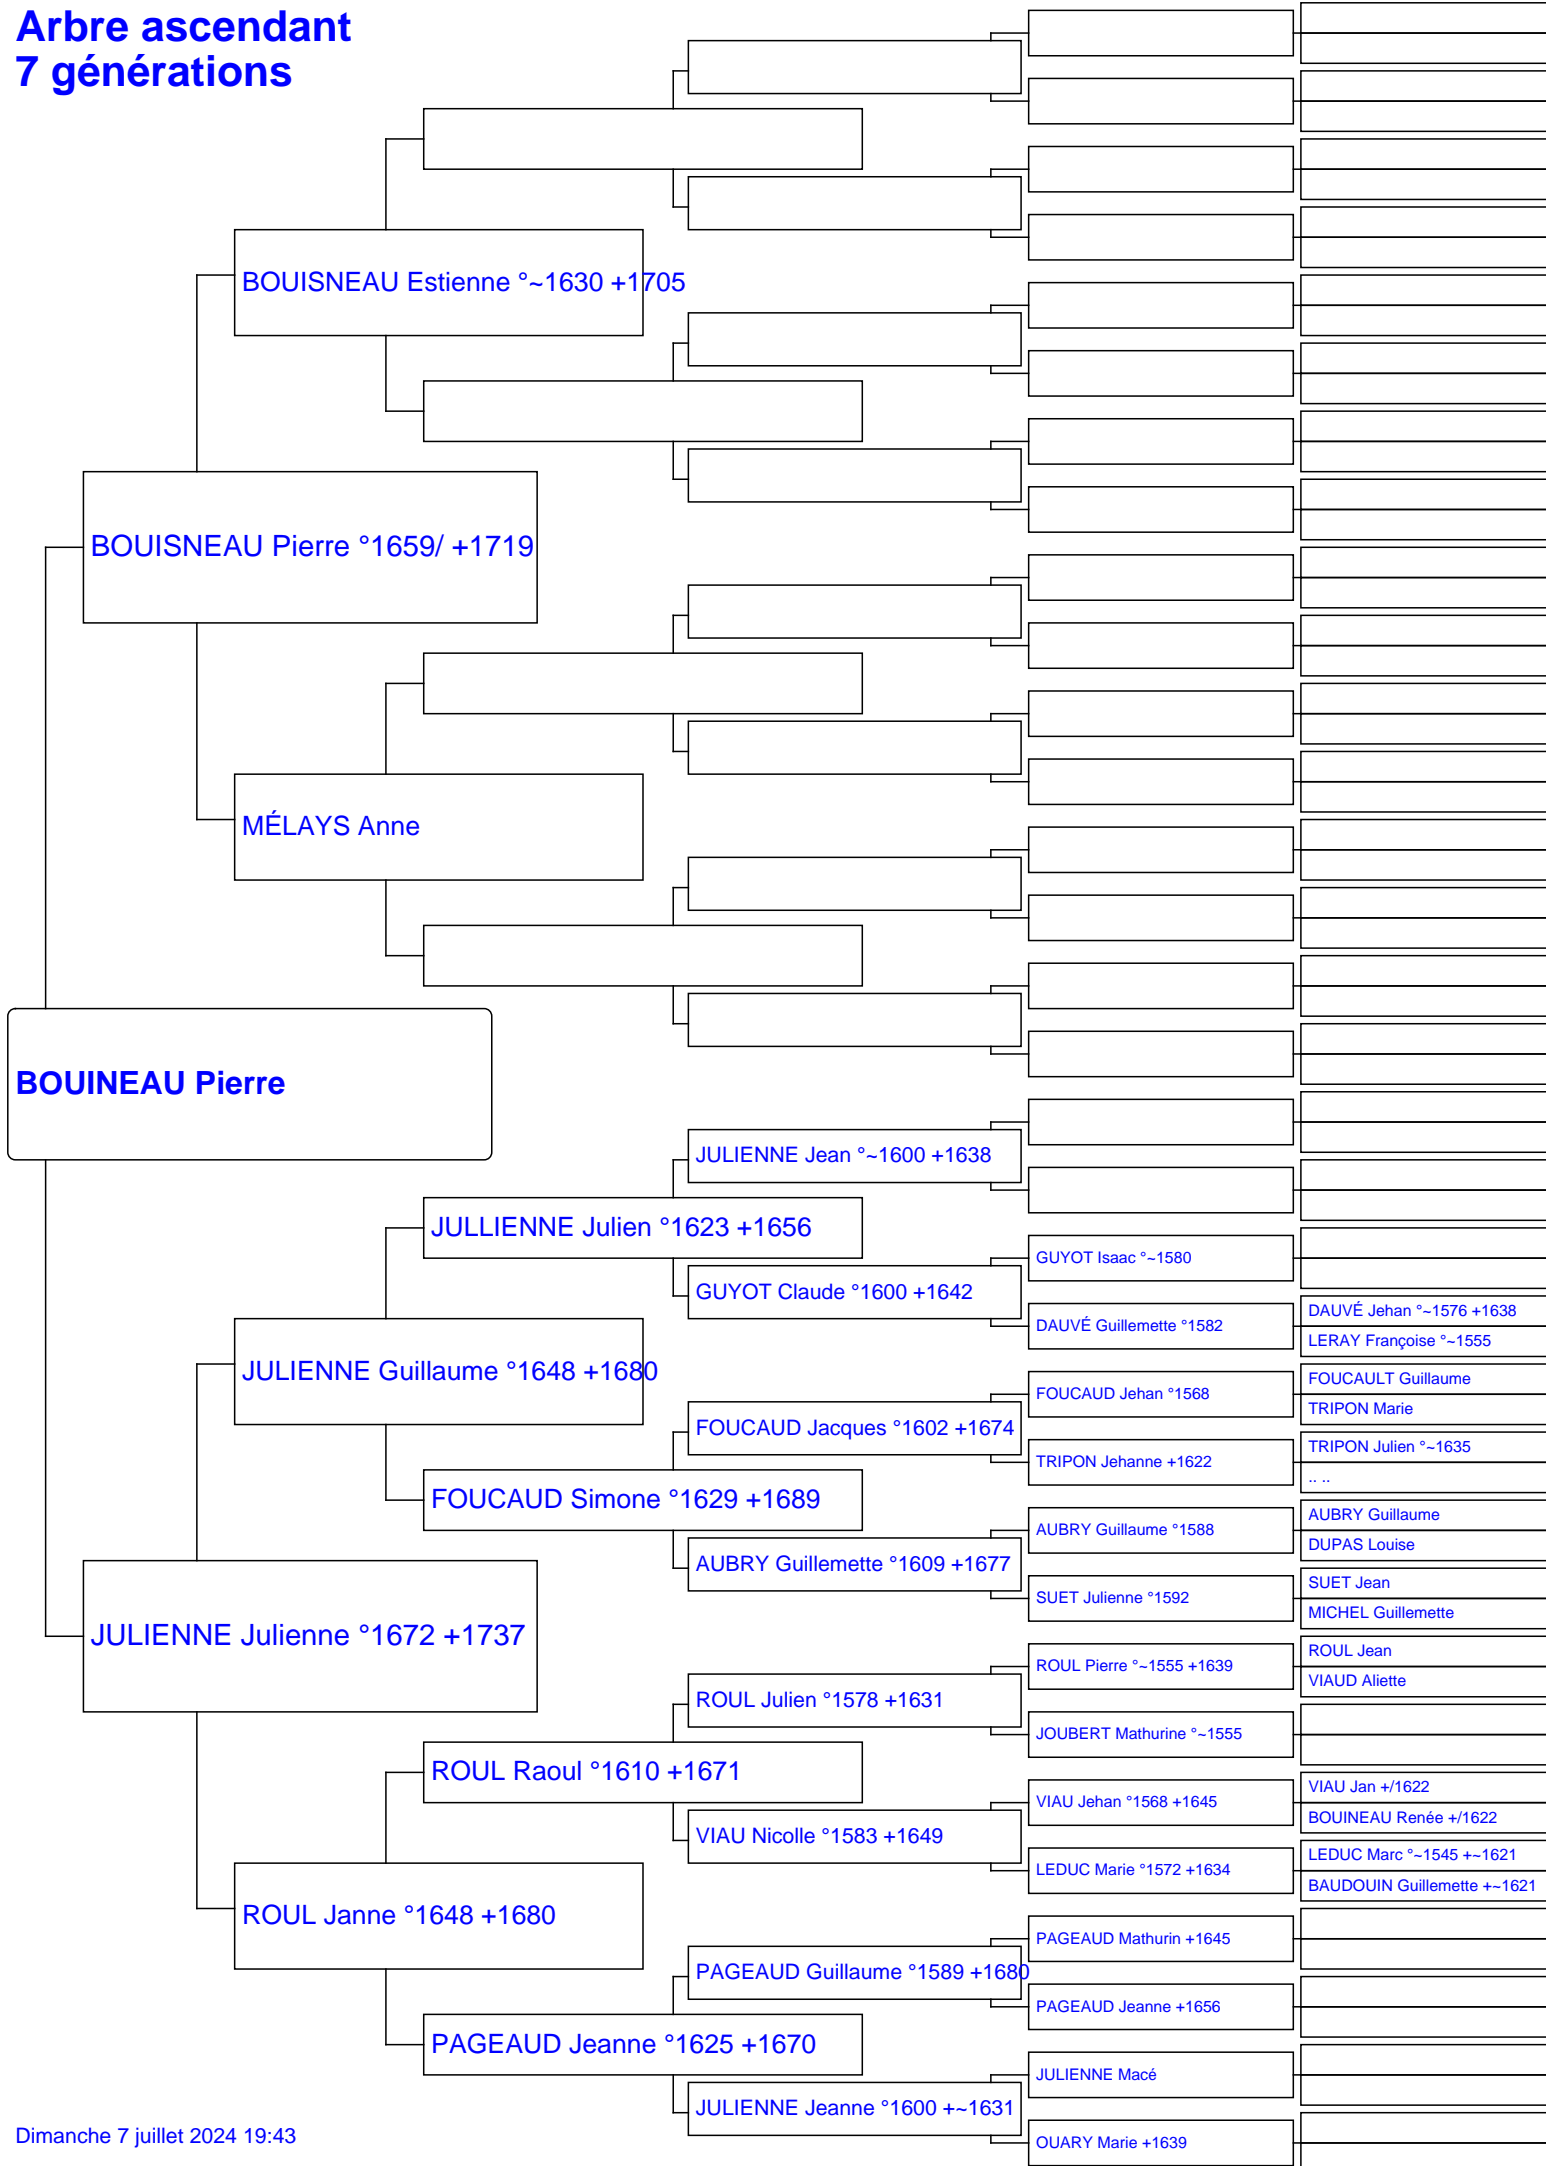 Arbre ascendant
7 générations
BOUISNEAU Estienne °~1630 +1705
BOUISNEAU Pierre °1659/ +1719
MÉLAYS Anne
BOUINEAU Pierre
JULIENNE Jean °~1600 +1638
JULLIENNE Julien °1623 +1656
GUYOT Isaac °~1580
GUYOT Claude °1600 +1642
DAUVÉ Jehan °~1576 +1638
DAUVÉ Guillemette °1582
LERAY Françoise °~1555
JULIENNE Guillaume °1648 +1680
FOUCAULT Guillaume
FOUCAUD Jehan °1568
TRIPON Marie
FOUCAUD Jacques °1602 +1674
TRIPON Julien °~1635
TRIPON Jehanne +1622
.. ..
FOUCAUD Simone °1629 +1689
AUBRY Guillaume
AUBRY Guillaume °1588
DUPAS Louise
AUBRY Guillemette °1609 +1677
SUET Jean
SUET Julienne °1592
MICHEL Guillemette
JULIENNE Julienne °1672 +1737
ROUL Jean
ROUL Pierre °~1555 +1639
VIAUD Aliette
ROUL Julien °1578 +1631
JOUBERT Mathurine °~1555
ROUL Raoul °1610 +1671
VIAU Jan +/1622
VIAU Jehan °1568 +1645
BOUINEAU Renée +/1622
VIAU Nicolle °1583 +1649
LEDUC Marc °~1545 +~1621
LEDUC Marie °1572 +1634
BAUDOUIN Guillemette +~1621
ROUL Janne °1648 +1680
PAGEAUD Mathurin +1645
PAGEAUD Guillaume °1589 +1680
PAGEAUD Jeanne +1656
PAGEAUD Jeanne °1625 +1670
JULIENNE Macé
JULIENNE Jeanne °1600 +~1631
OUARY Marie +1639
Dimanche 7 juillet 2024 19:43